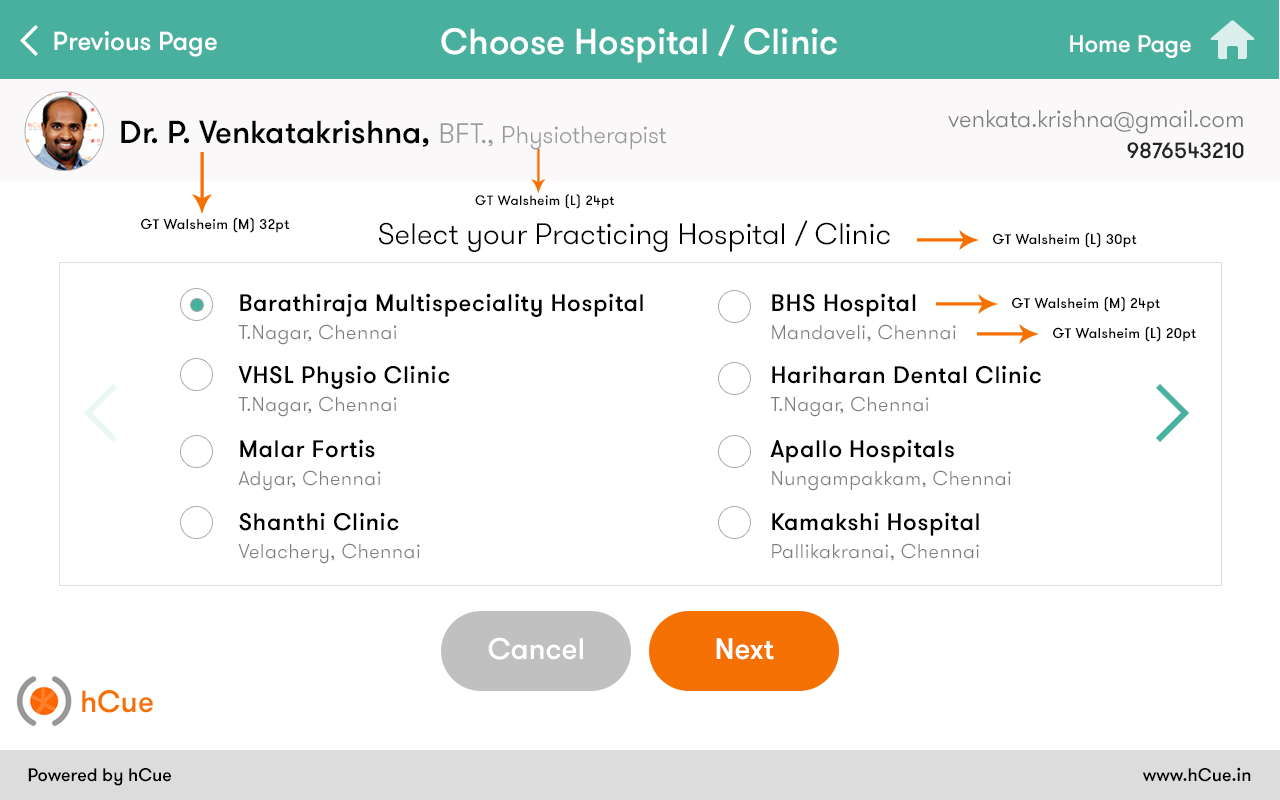 Previous Page
Choose Hospital / Clinic
Home Page
Dr. P. Venkatakrishna, BFT., Physiotherapist
venkata.krishna@gmail.com
9876543210
GT Walsheim (M) 32pt
GT Walsheim (L) 24pt
Select your Practicing Hospital / Clinic
GT Walsheim (L) 30pt
Barathiraja Multispeciality Hospital
T.Nagar, Chennai
BHS Hospital
GT Walsheim (M) 24pt
Mandaveli, Chennai
GT Walsheim (L) 20pt
VHSL Physio Clinic
T.Nagar, Chennai
Hariharan Dental Clinic
T.Nagar, Chennai
Malar Fortis
Adyar, Chennai
Apallo Hospitals
Nungampakkam, Chennai
Shanthi Clinic
Velachery, Chennai
Kamakshi Hospital
Pallikakranai, Chennai
Cancel
Next
hCue
Powered by hCue
www.hCue.in